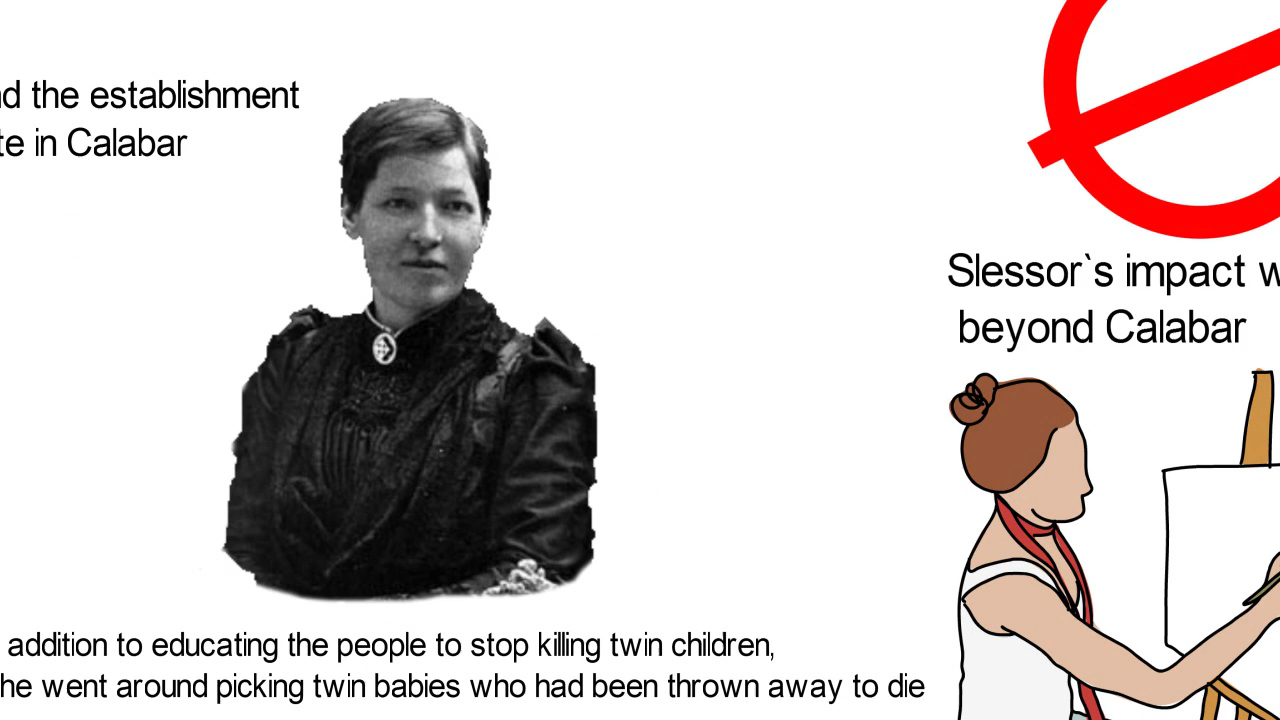 nd the establishment
te in Calabar
Slessor`s impact w
beyond Calabar
addition to educating the people to stop killing twin children,
he went around picking twin babies who had been thrown away to die